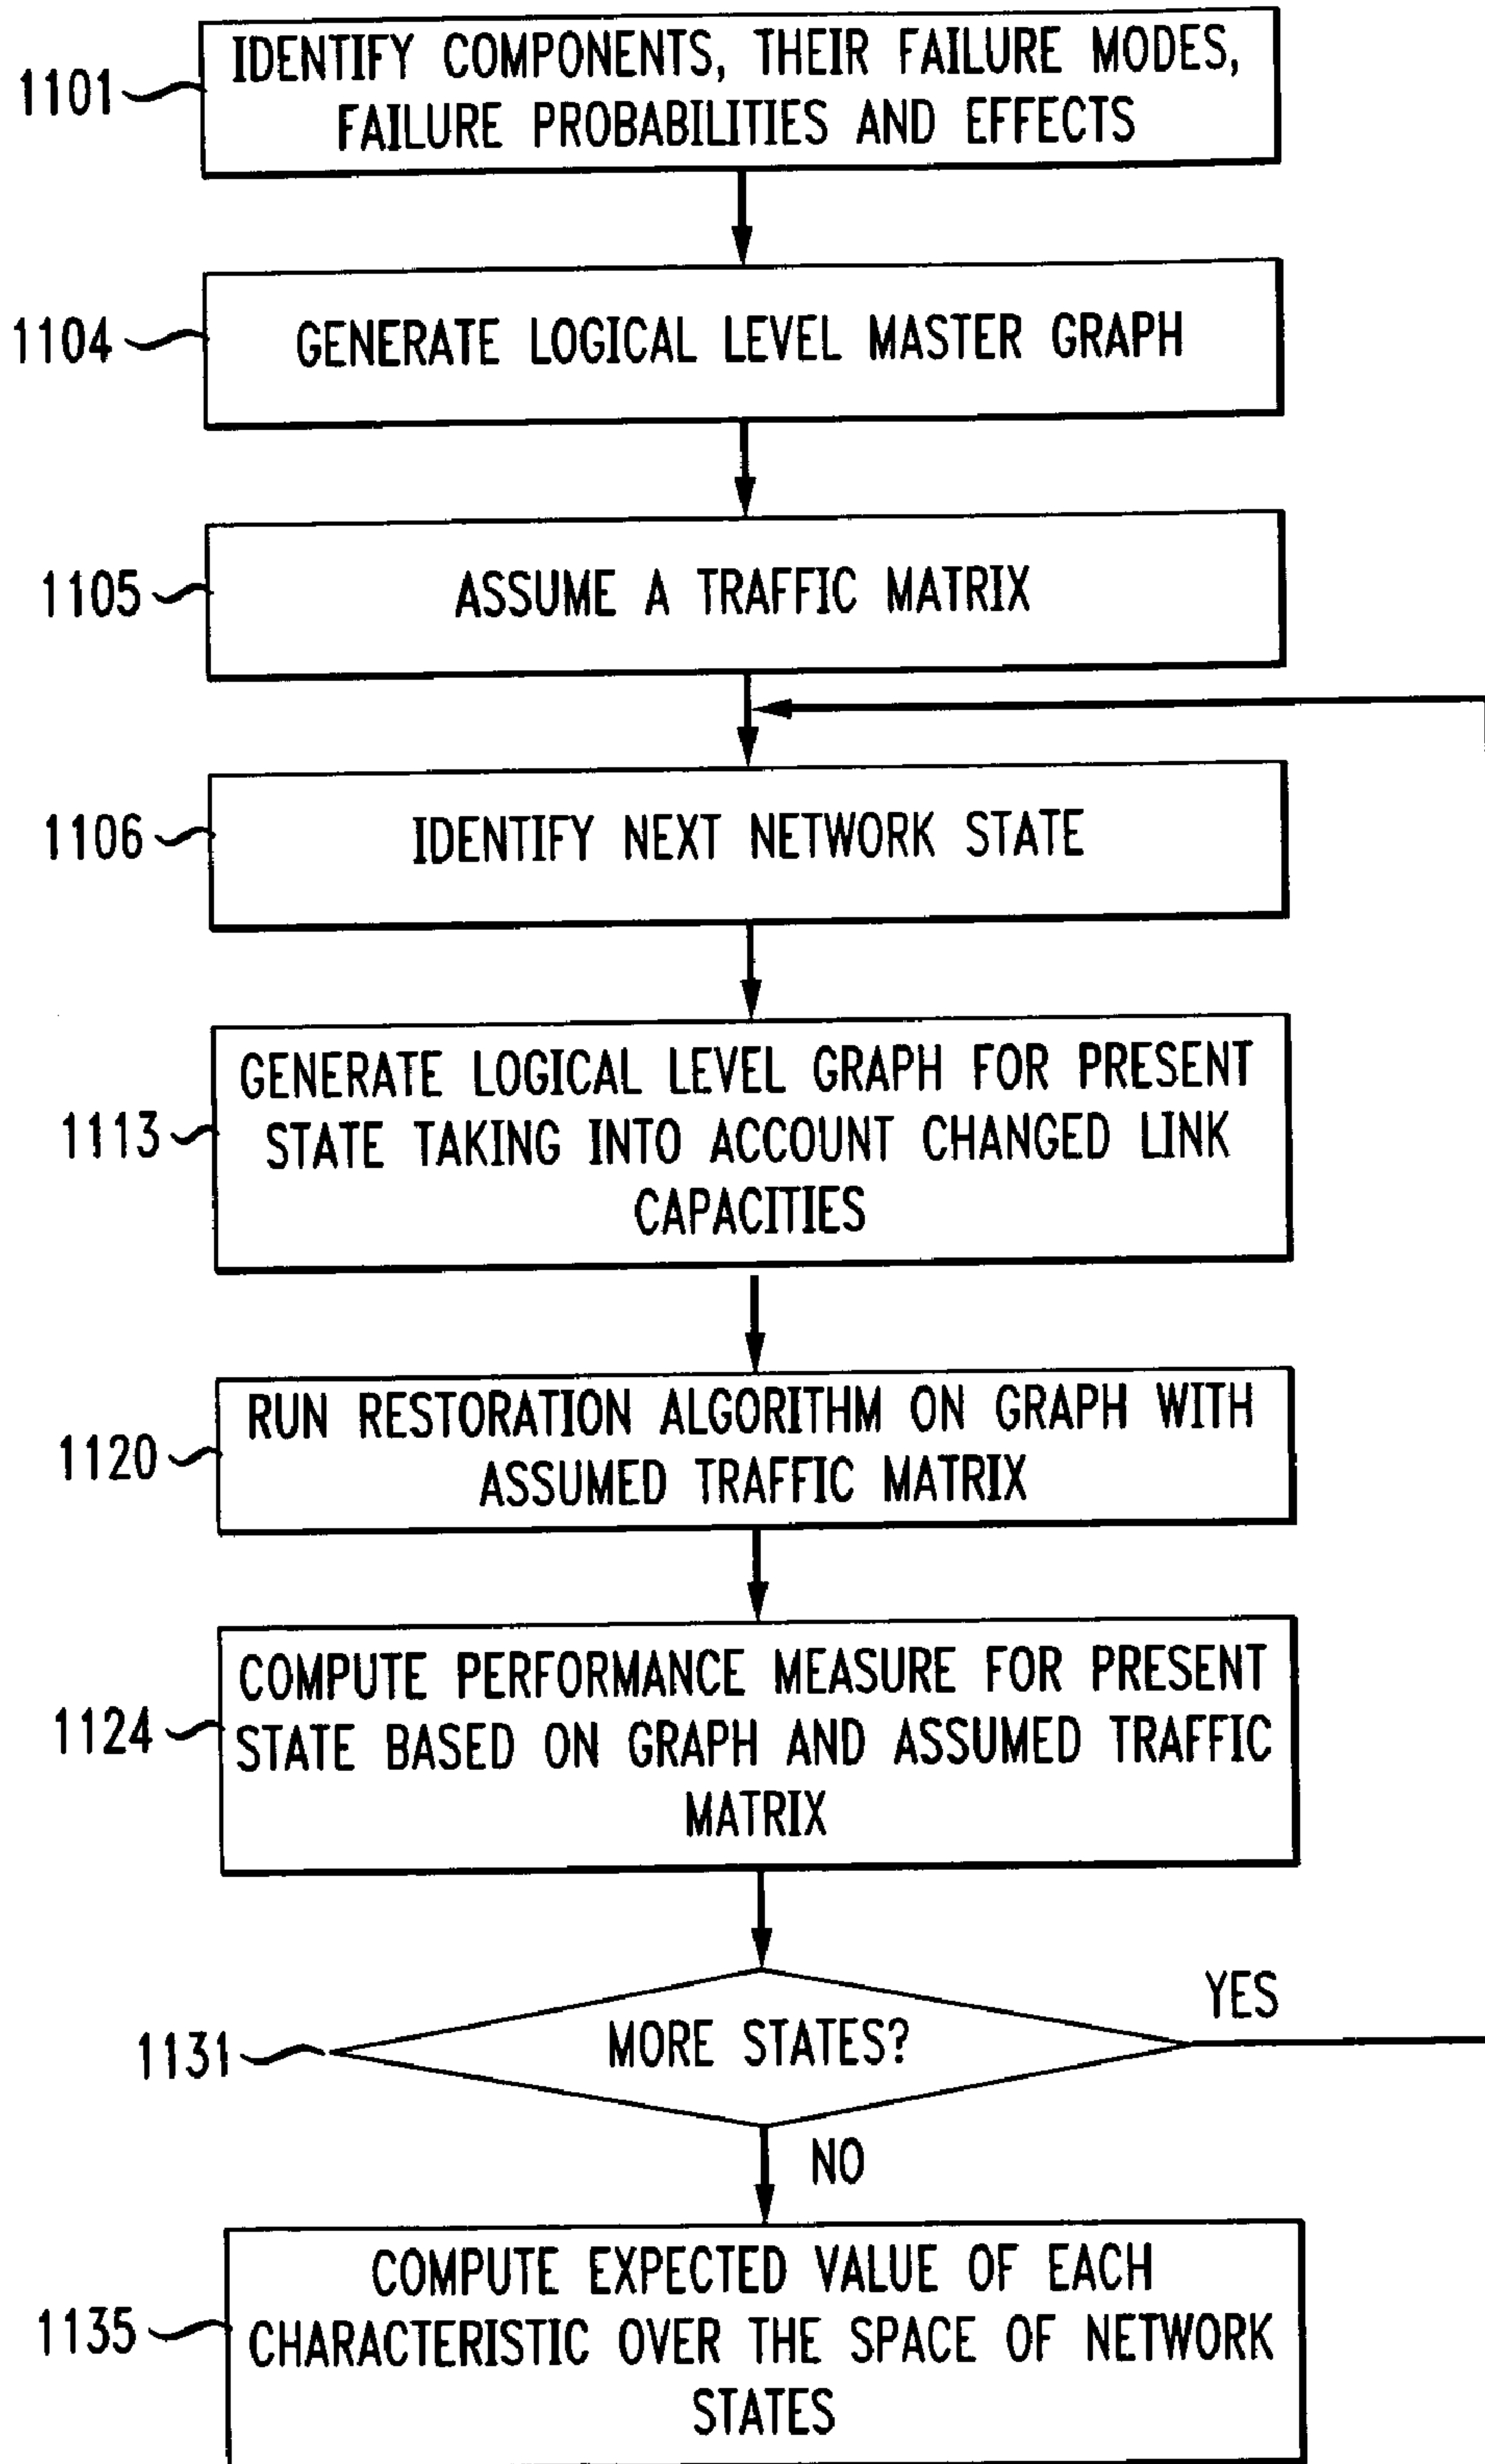 1101
IDENTIFY COMPONENTS, THEIR FAILURE MODES,
FAILURE PROBABILITIES AND EFFECTS
1104
GENERATE LOGICAL LEVEL MASTER GRAPH
1105
ASSUME A TRAFFIC MATRIX
1106
IDENTIFY NEXT NETWORK STATE
1113
GENERATE LOGICAL LEVEL GRAPH FOR PRESENT
STATE TAKING INTO ACCOUNT CHANGED LINK
CAPACITIES
1120
RUN RESTORATION ALGORITHM ON GRAPH WITH
ASSUMED TRAFFIC MATRIX
1124
COMPUTE PERFORMANCE MEASURE FOR PRESENT
STATE BASED ON GRAPH AND ASSUMED TRAFFIC
MATRIX
1131
MORE STATES?
YES
NO
1135
COMPUTE EXPECTED VALUE OF EACH
CHARACTERISTIC OVER THE SPACE OF NETWORK
STATES